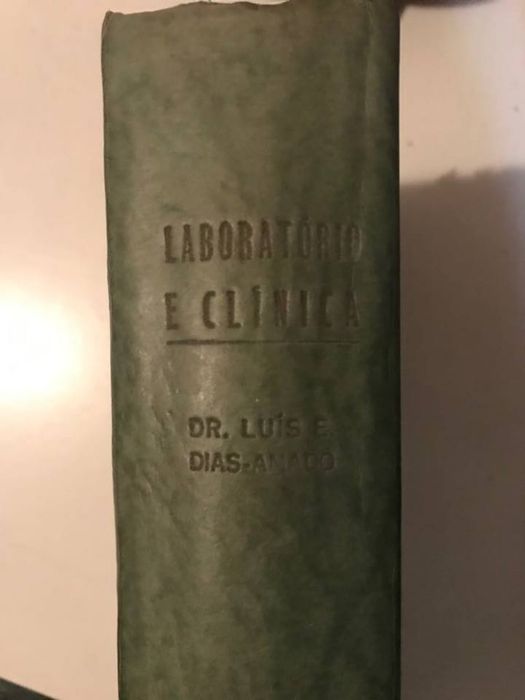 LABORATÓRIO
E CLÍNICA
DR. LUÍS E.
DIAS-AMADO